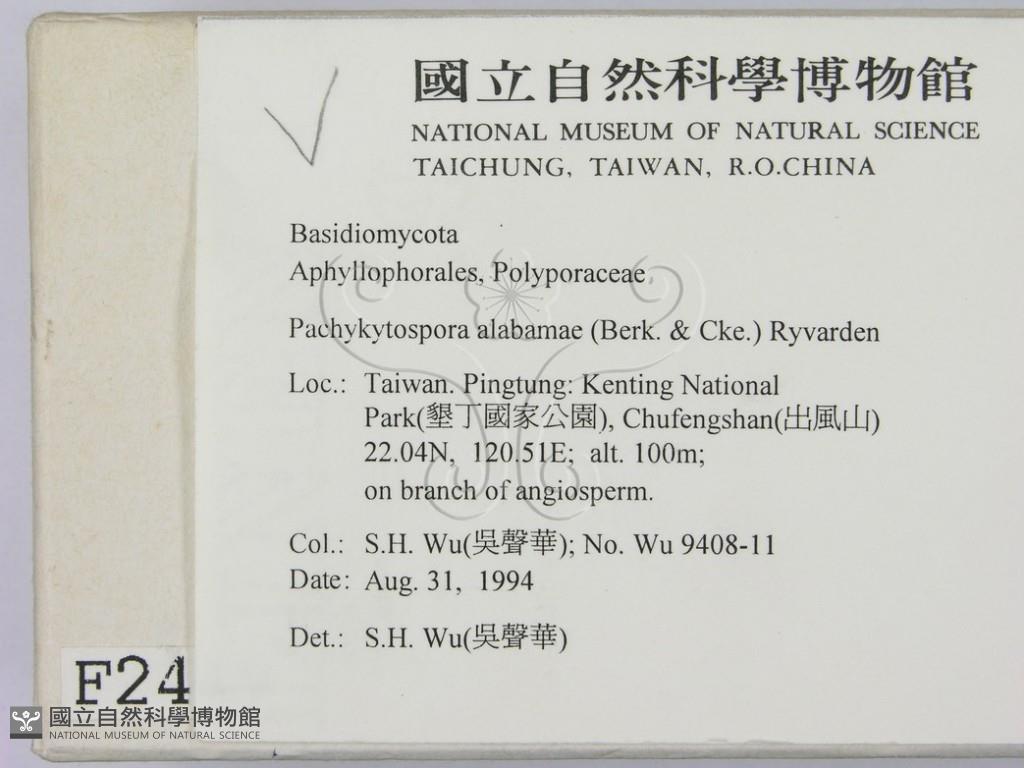 國立自然科學博物館
NATIONAL MUSEUM OF NATURAL SCIENCE
TAICHUNG, TAIWAN, R.O.CHINA
Basidiomycota
Aphyllophorales, Polyporaceae
Pachykytospora alabamae (Berk. & Cke.) Ryvarden
Loc.: Taiwan. Pingtung: Kenting National
Park(墾丁國家公園), Chufengshan(出風山)
22.04N, 120.51E; alt. 100m;
on branch of angiosperm.
Col.: S.H. Wu(吳聲華); No. Wu 9408-11
Date: Aug. 31, 1994
Det.: S.H. Wu(吳聲華)
F24
國立自然科學博物館
NATIONAL MUSEUM OF NATURAL SCIENCE